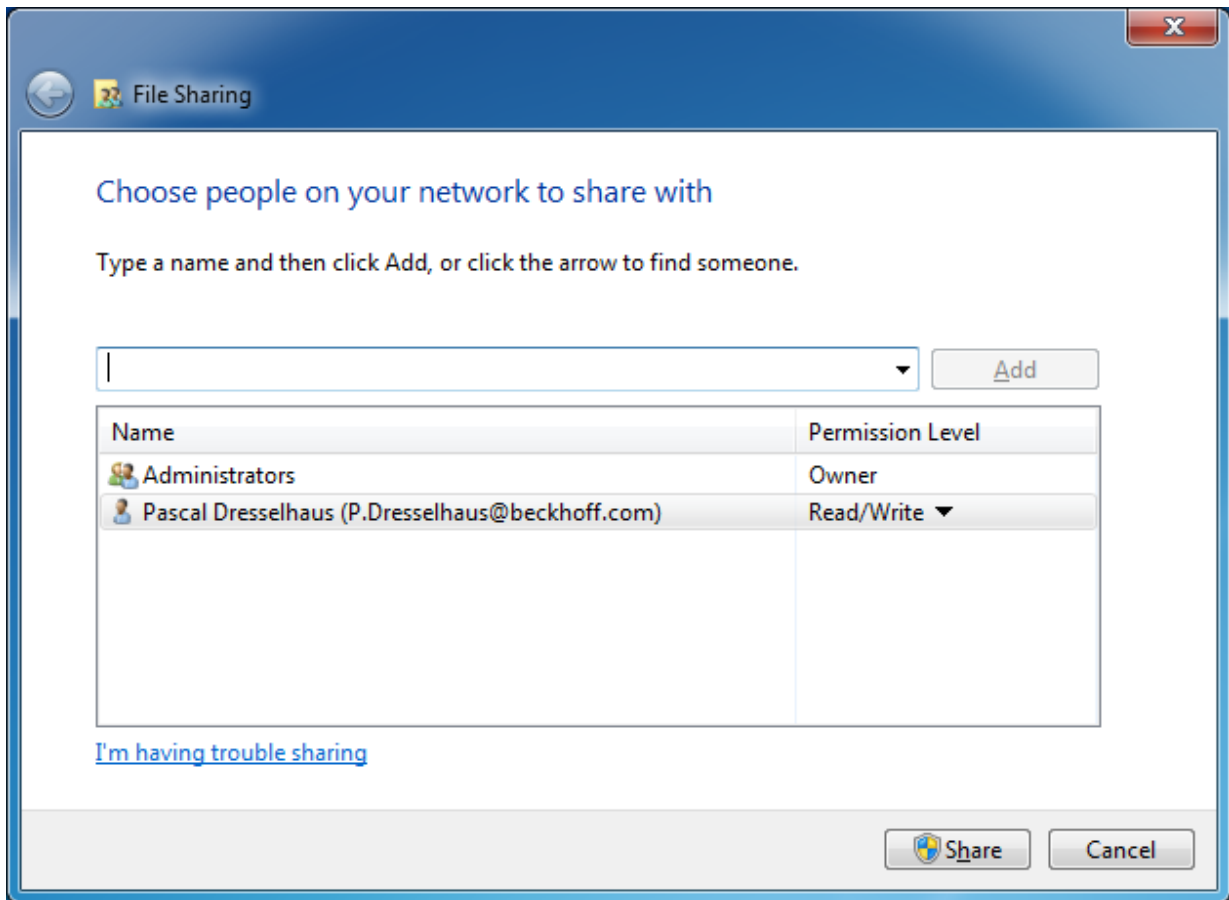 File Sharing
Choose people on your network to share with
Type a name and then click Add, or click the arrow to find someone.
Add
Name Permission Level
Administrators Owner
Pascal Dresselhaus (P.Dresselhaus@beckhoff.com) Read/Write
I'm having trouble sharing
Share Cancel